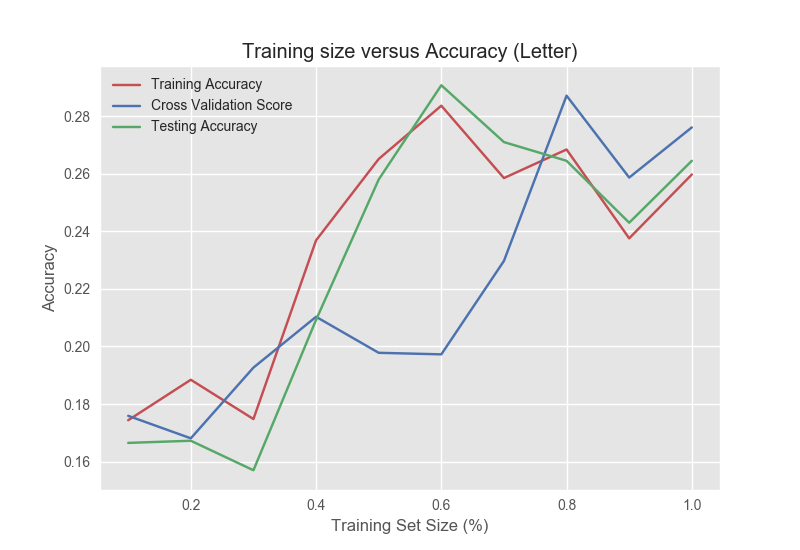 Training size versus Accuracy (Letter)
Training Accuracy
Cross Validation Score
Testing Accuracy
0.28
0.26
0.24
0.22
0.20
0.18
0.16
Accuracy
0.2 0.4 0.6 0.8 1.0
Training Set Size (%)